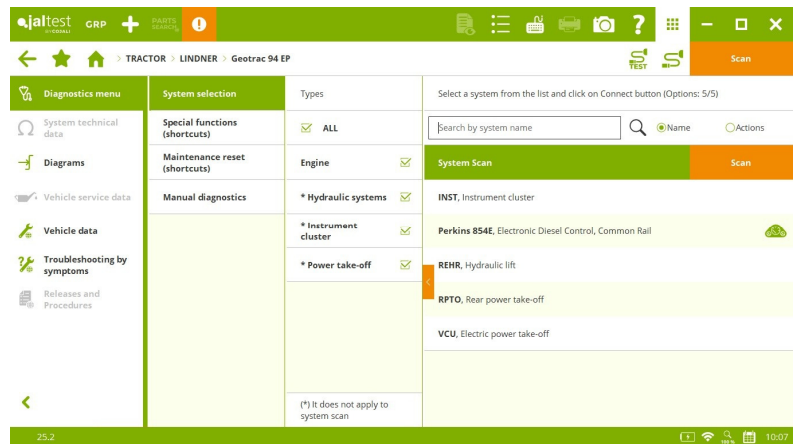 jaltest GRP PARTS SEARCH
BY COJALI
TRACTOR > LINDNER > Geotrac 94 EP
TEST
Scan
Diagnostics menu
System technical
data
Diagrams
Vehicle service data
Vehicle data
Troubleshooting by
symptoms
Releases and
Procedures
System selection
Special functions
(shortcuts)
Maintenance reset
(shortcuts)
Manual diagnostics
Types
ALL
Engine
* Hydraulic systems
* Instrument
cluster
* Power take-off
(*) It does not apply to
system scan
Select a system from the list and click on Connect button (Options: 5/5)
Search by system name
Name
Actions
System Scan
Scan
INST, Instrument cluster
Perkins 854E, Electronic Diesel Control, Common Rail
REHR, Hydraulic lift
RPTO, Rear power take-off
VCU, Electric power take-off
25.2
100 %
10:07